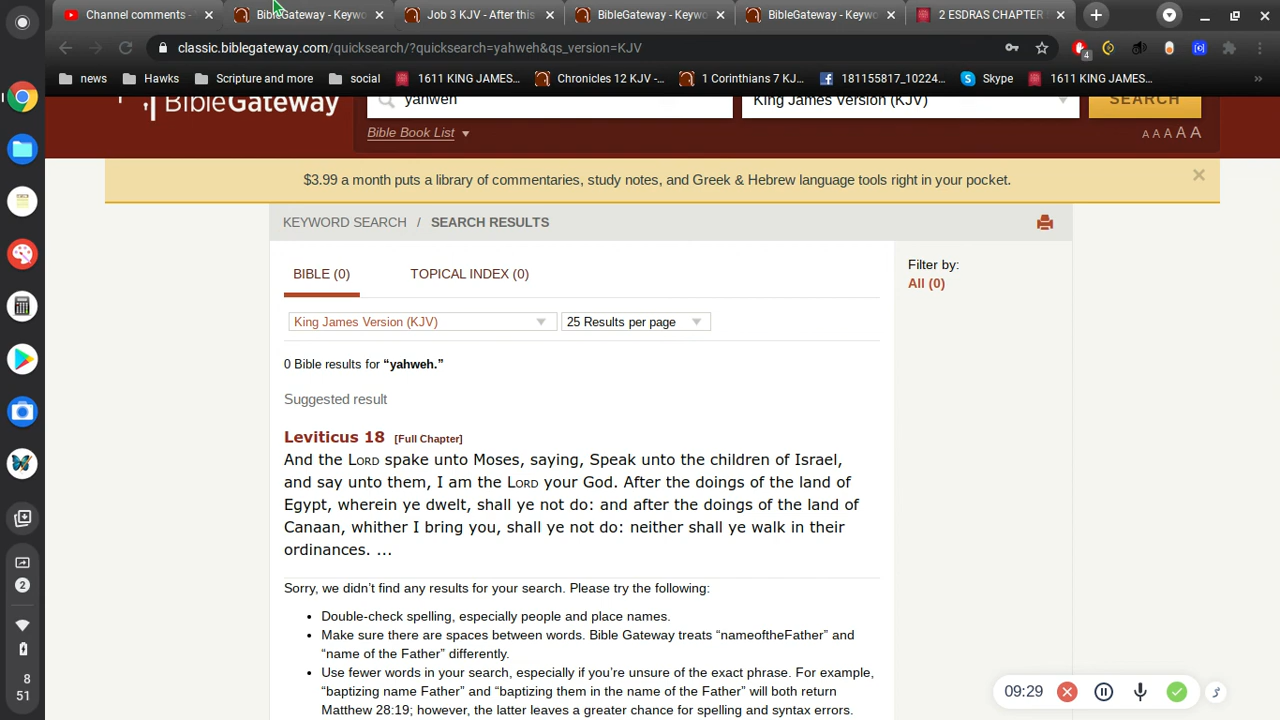 Channel comments -
BibleGateway - Keywo
Job 3 KJV - After this
BibleGateway - Keywo
BibleGateway - Keywo
2 ESDRAS CHAPTER
classic.biblegateway.com/quicksearch/?quicksearch=yahweh&qs_version=KJV
4
news
Hawks
Scripture and more
social
1611 KING JAMES...
Chronicles 12 KJV -...
1 Corinthians 7 KJ...
181155817_10224...
Skype
1611 KING JAMES...
»
BibleGateway
yahweh
King James Version (KJV)
SEARCH
Bible Book List
A A A A A
$3.99 a month puts a library of commentaries, study notes, and Greek & Hebrew language tools right in your pocket.
KEYWORD SEARCH / SEARCH RESULTS
BIBLE (0)
TOPICAL INDEX (0)
Filter by:
All (0)
King James Version (KJV)
25 Results per page
0 Bible results for “yahweh.”
Suggested result
Leviticus 18 [Full Chapter]
And the LORD spake unto Moses, saying, Speak unto the children of Israel,
and say unto them, I am the LORD your God. After the doings of the land of
Egypt, wherein ye dwelt, shall ye not do: and after the doings of the land of
Canaan, whither I bring you, shall ye not do: neither shall ye walk in their
ordinances. ...
Sorry, we didn’t find any results for your search. Please try the following:
• Double-check spelling, especially people and place names.
• Make sure there are spaces between words. Bible Gateway treats “nameoftheFather” and
“name of the Father” differently.
• Use fewer words in your search, especially if you’re unsure of the exact phrase. For example,
“baptizing name Father” and “baptizing them in the name of the Father” will both return
Matthew 28:19; however, the latter leaves a greater chance for spelling and syntax errors.
09:29
2
8
51